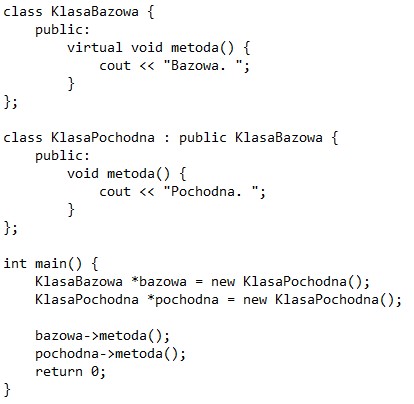 class KlasaBazowa {
    public:
        virtual void metoda() {
            cout << "Bazowa. ";
        }
};

class KlasaPochodna : public KlasaBazowa {
    public:
        void metoda() {
            cout << "Pochodna. ";
        }
};

int main() {
    KlasaBazowa *bazowa = new KlasaPochodna();
    KlasaPochodna *pochodna = new KlasaPochodna();

    bazowa->metoda();
    pochodna->metoda();
    return 0;
}